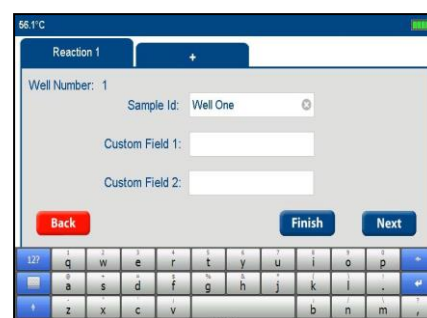 56.1°C
Reaction 1 +
Well Number: 1
Sample Id: Well One
Custom Field 1:
Custom Field 2:
Back Finish Next
12? q w e r t y u i o p
a s d f g h j k l .
z x c v b n m ,